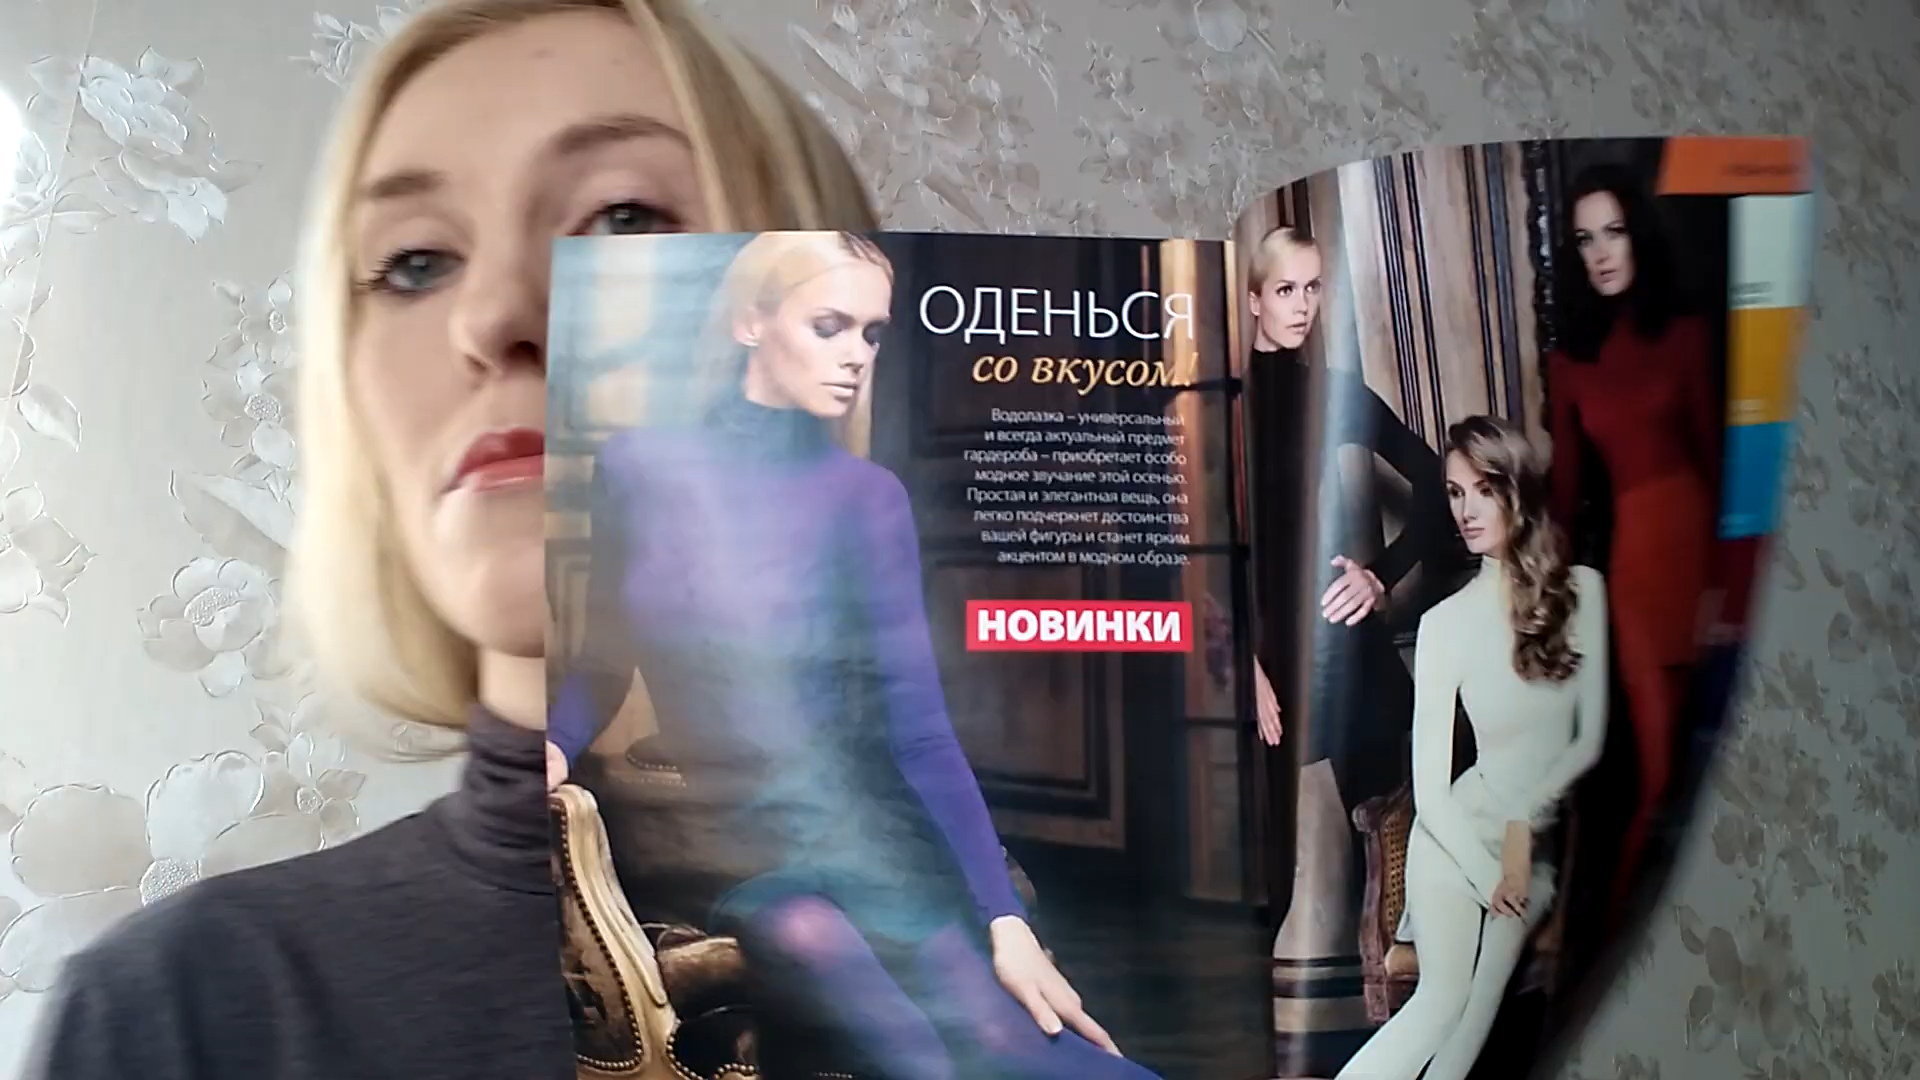 ОДЕНЬСЯ
со вкусом!
Водолазка – универсальный
и всегда актуальный предмет
гардероба – приобретает особо
модное звучание этой осенью.
Простая и элегантная вещь, она
легко подчеркнет достоинства
вашей фигуры и станет ярким
акцентом в модном образе.
НОВИНКИ